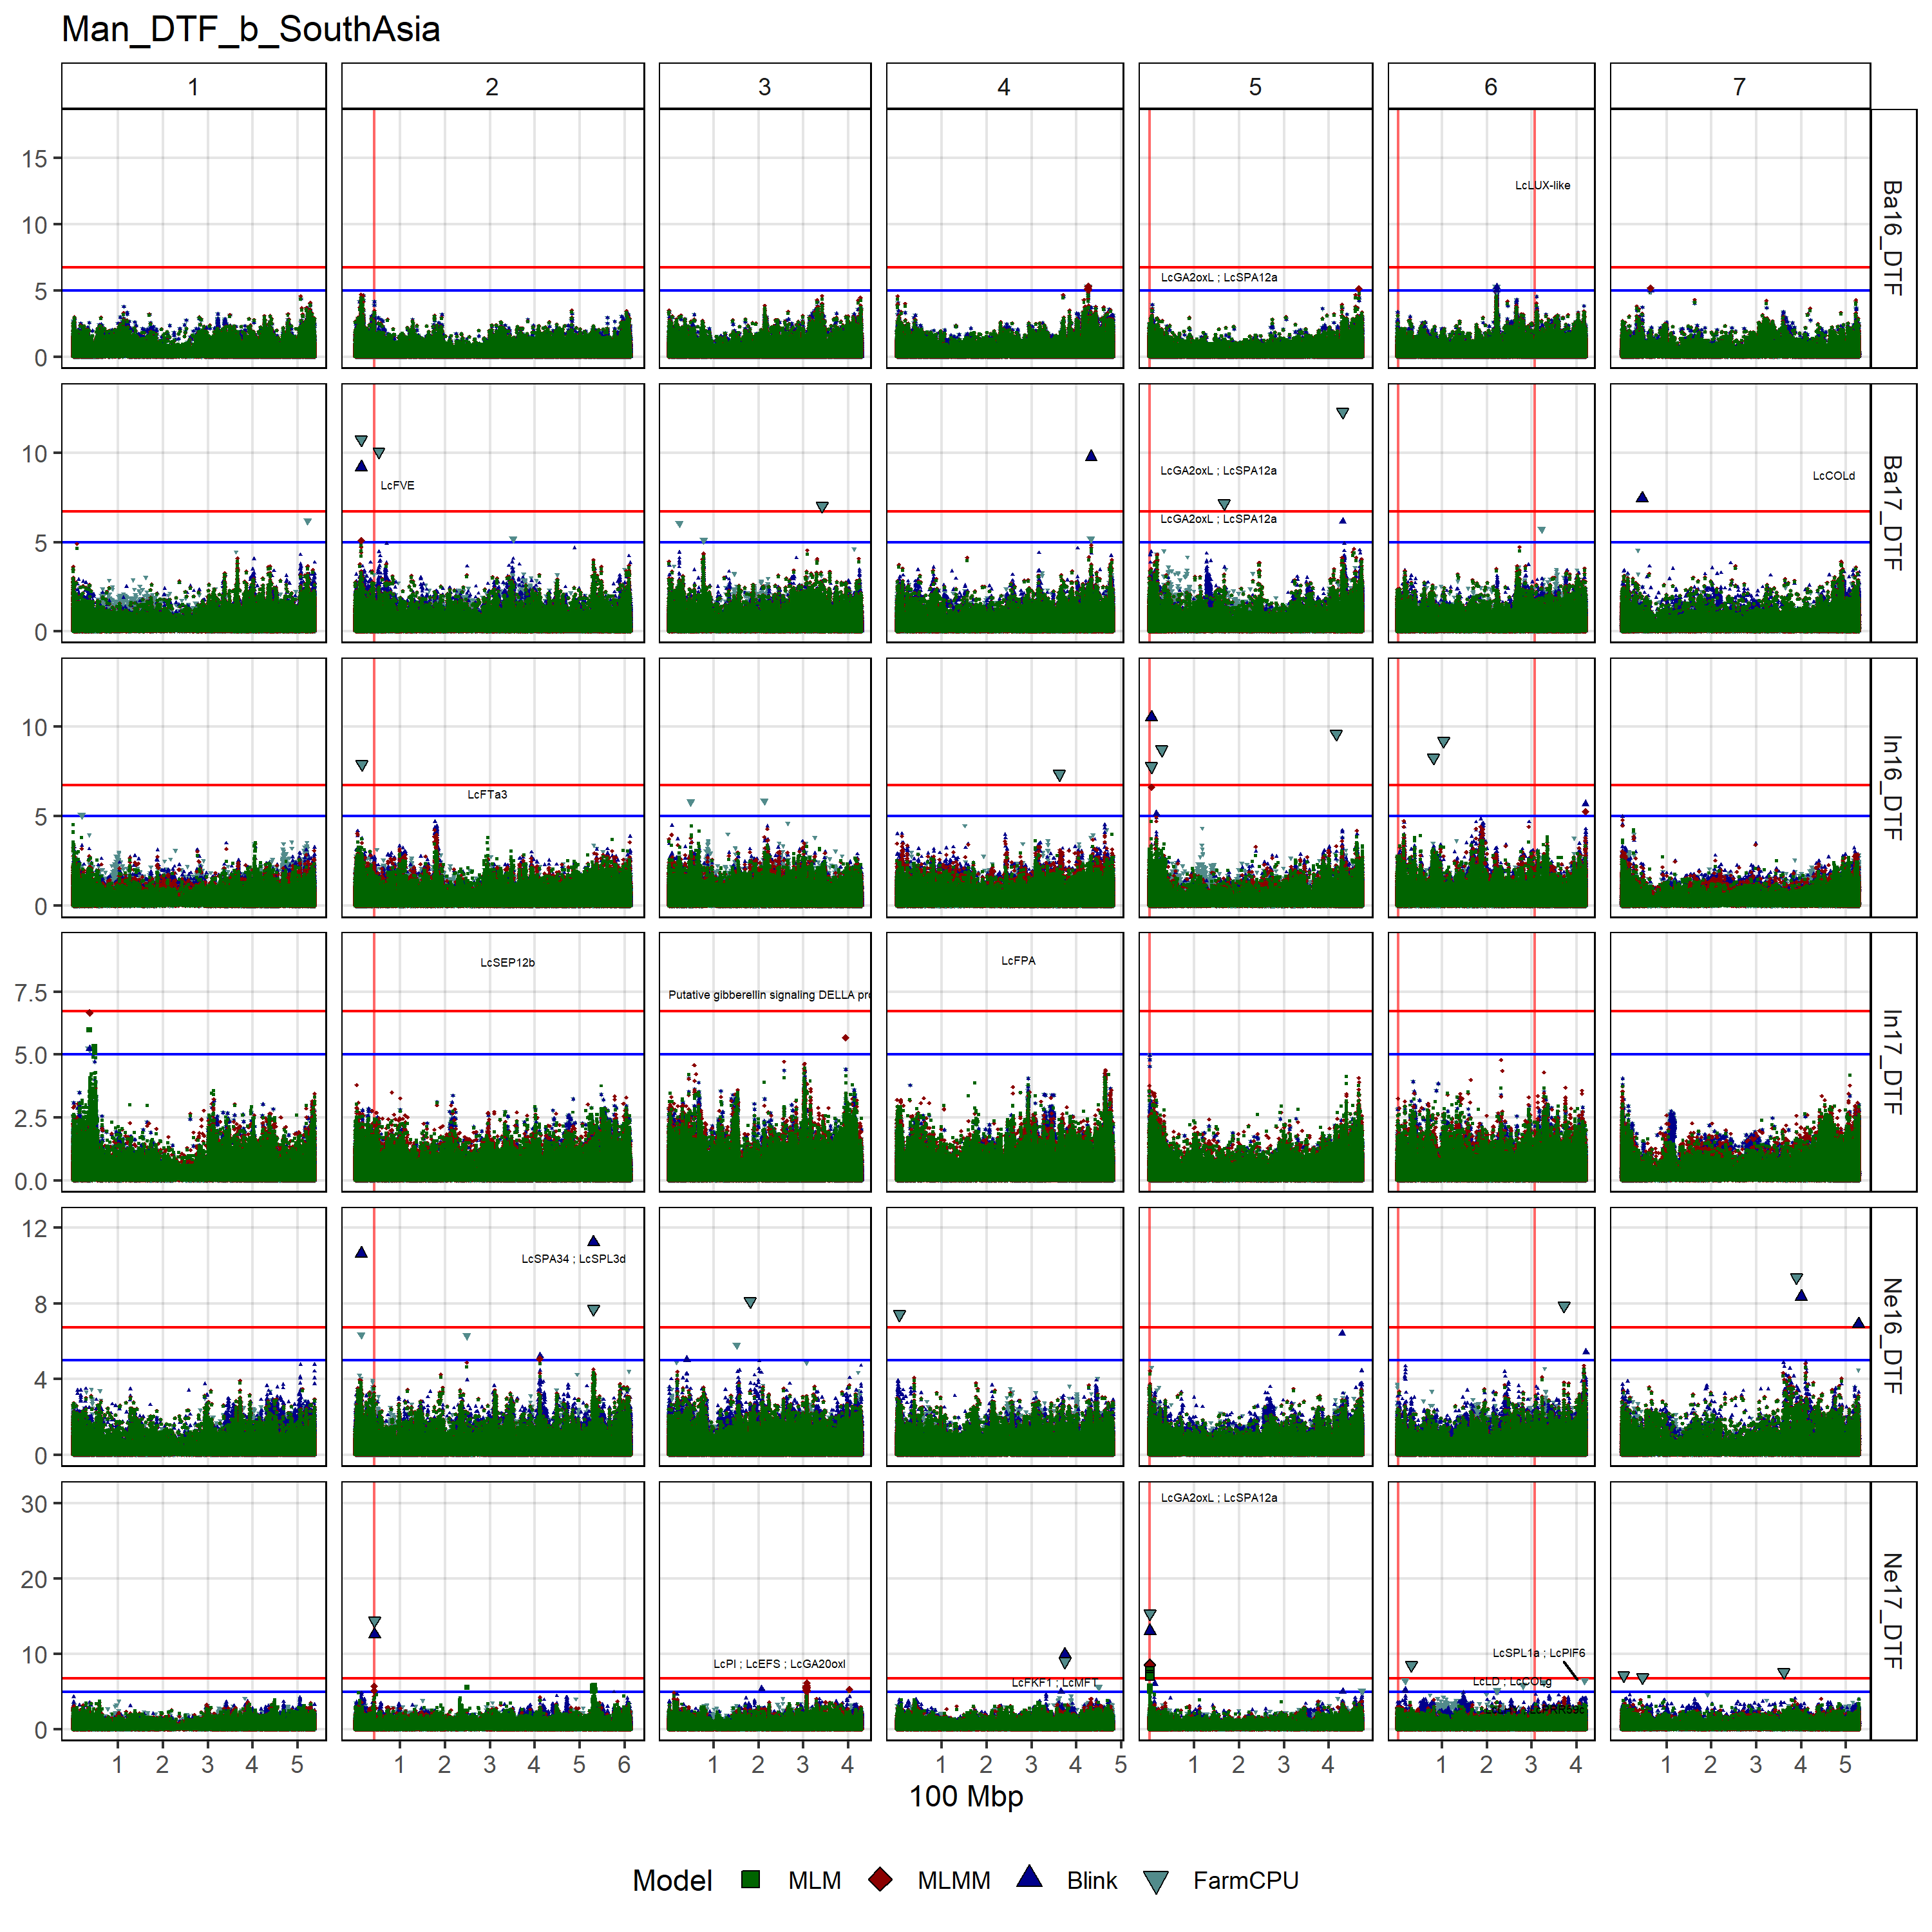 Man_DTF_b_SouthAsia
1 2 3 4 5 6 7
15
10
5
0
LcGA2oxL ; LcSPA12a
LcLUX-like
Ba16_DTF
10
5
0
LcFVE
LcGA2oxL ; LcSPA12a
LcGA2oxL ; LcSPA12a
LcCOLd
Ba17_DTF
10
5
0
LcFTa3
In16_DTF
7.5
5.0
2.5
0.0
LcSEP12b
Putative gibberellin signaling DELLA pr
LcFPA
In17_DTF
12
8
4
0
LcSPA34 ; LcSPL3d
Ne16_DTF
30
20
10
0
LcPI ; LcEFS ; LcGA20oxl
LcFKF1 ; LcMFT
LcGA2oxL ; LcSPA12a
LcSPL1a ; LcPIF6
LcLD ; LcCOLg
Ne17_DTF
1 2 3 4 5 1 2 3 4 5 6 1 2 3 4 1 2 3 4 5 1 2 3 4 1 2 3 4 1 2 3 4 5
100 Mbp
Model MLM MLMM Blink FarmCPU